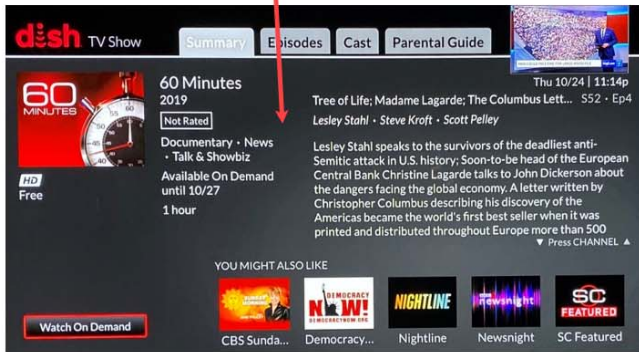 dish TV Show
Summary
Episodes
Cast
Parental Guide
Thu 10/24 | 11:14p
60 MINUTES
60
45
HD
Free
60 Minutes
2019
Not Rated
Documentary • News
• Talk & Showbiz
Available On Demand
until 10/27
1 hour
Tree of Life; Madame Lagarde; The Columbus Lett... S52 • Ep4
Lesley Stahl • Steve Kroft • Scott Pelley
Lesley Stahl speaks to the survivors of the deadliest anti-
Semitic attack in U.S. history; Soon-to-be head of the European
Central Bank Christine Lagarde talks to John Dickerson about
the dangers facing the global economy. A letter written by
Christopher Columbus describing his discovery of the
Americas became the world's first best seller when it was
printed and distributed throughout Europe more than 500
▼ Press CHANNEL ▲
YOU MIGHT ALSO LIKE
SUNDAY MORNING
DEMOCRACY NOW!
DEMOCRACYNOW.ORG
NIGHTLINE
newsnight
SC FEATURED
CBS Sunda...
Democracy...
Nightline
Newsnight
SC Featured
Watch On Demand